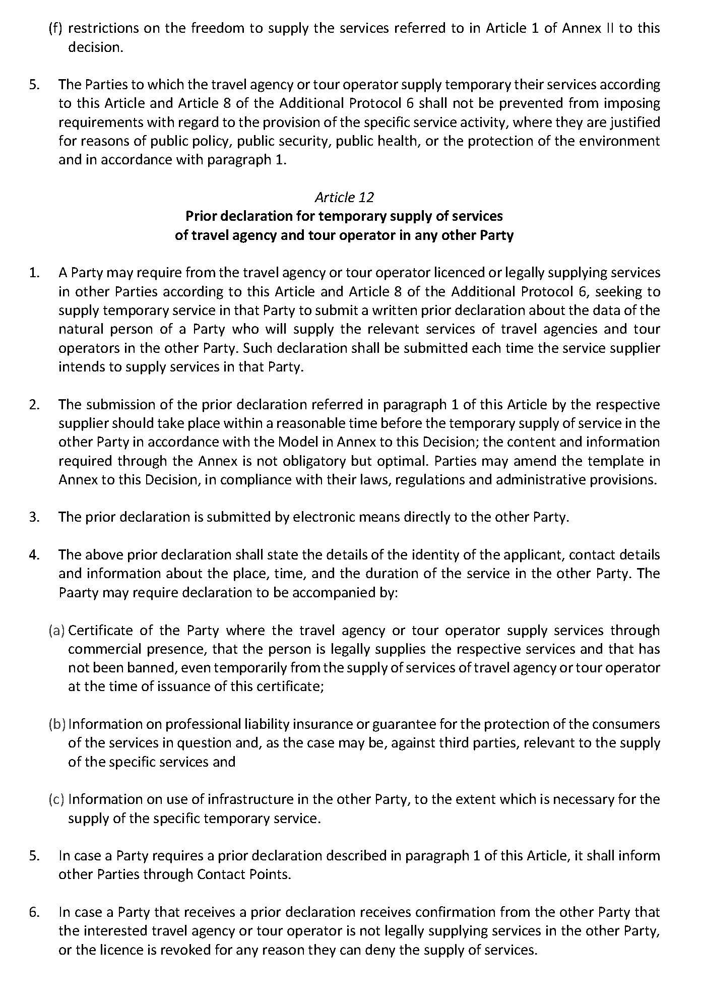 (f) restrictions on the freedom to supply the services referred to in Article 1 of Annex II to this
decision.
5. The Parties to which the travel agency or tour operator supply temporary their services according
to this Article and Article 8 of the Additional Protocol 6 shall not be prevented from imposing
requirements with regard to the provision of the specific service activity, where they are justified
for reasons of public policy, public security, public health, or the protection of the environment
and in accordance with paragraph 1.
Article 12
Prior declaration for temporary supply of services
of travel agency and tour operator in any other Party
1. A Party may require from the travel agency or tour operator licenced or legally supplying services
in other Parties according to this Article and Article 8 of the Additional Protocol 6, seeking to
supply temporary service in that Party to submit a written prior declaration about the data of the
natural person of a Party who will supply the relevant services of travel agencies and tour
operators in the other Party. Such declaration shall be submitted each time the service supplier
intends to supply services in that Party.
2. The submission of the prior declaration referred in paragraph 1 of this Article by the respective
supplier should take place within a reasonable time before the temporary supply of service in the
other Party in accordance with the Model in Annex to this Decision; the content and information
required through the Annex is not obligatory but optimal. Parties may amend the template in
Annex to this Decision, in compliance with their laws, regulations and administrative provisions.
3. The prior declaration is submitted by electronic means directly to the other Party.
4. The above prior declaration shall state the details of the identity of the applicant, contact details
and information about the place, time, and the duration of the service in the other Party. The
Paarty may require declaration to be accompanied by:
(a) Certificate of the Party where the travel agency or tour operator supply services through
commercial presence, that the person is legally supplies the respective services and that has
not been banned, even temporarily from the supply of services of travel agency or tour operator
at the time of issuance of this certificate;
(b) Information on professional liability insurance or guarantee for the protection of the consumers
of the services in question and, as the case may be, against third parties, relevant to the supply
of the specific services and
(c) Information on use of infrastructure in the other Party, to the extent which is necessary for the
supply of the specific temporary service.
5. In case a Party requires a prior declaration described in paragraph 1 of this Article, it shall inform
other Parties through Contact Points.
6. In case a Party that receives a prior declaration receives confirmation from the other Party that
the interested travel agency or tour operator is not legally supplying services in the other Party,
or the licence is revoked for any reason they can deny the supply of services.